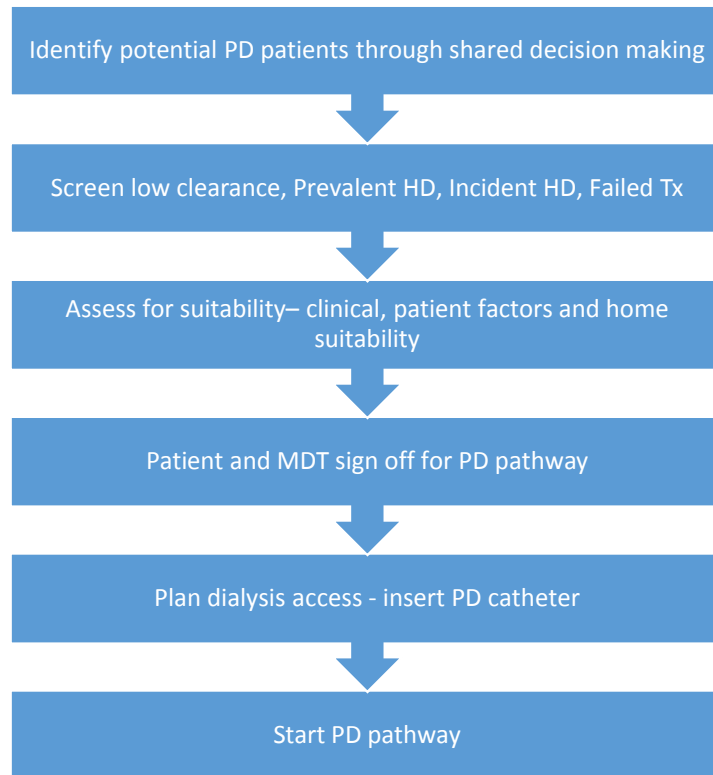 Identify potential PD patients through shared decision making
Screen low clearance, Prevalent HD, Incident HD, Failed Tx
Assess for suitability– clinical, patient factors and home
suitability
Patient and MDT sign off for PD pathway
Plan dialysis access - insert PD catheter
Start PD pathway